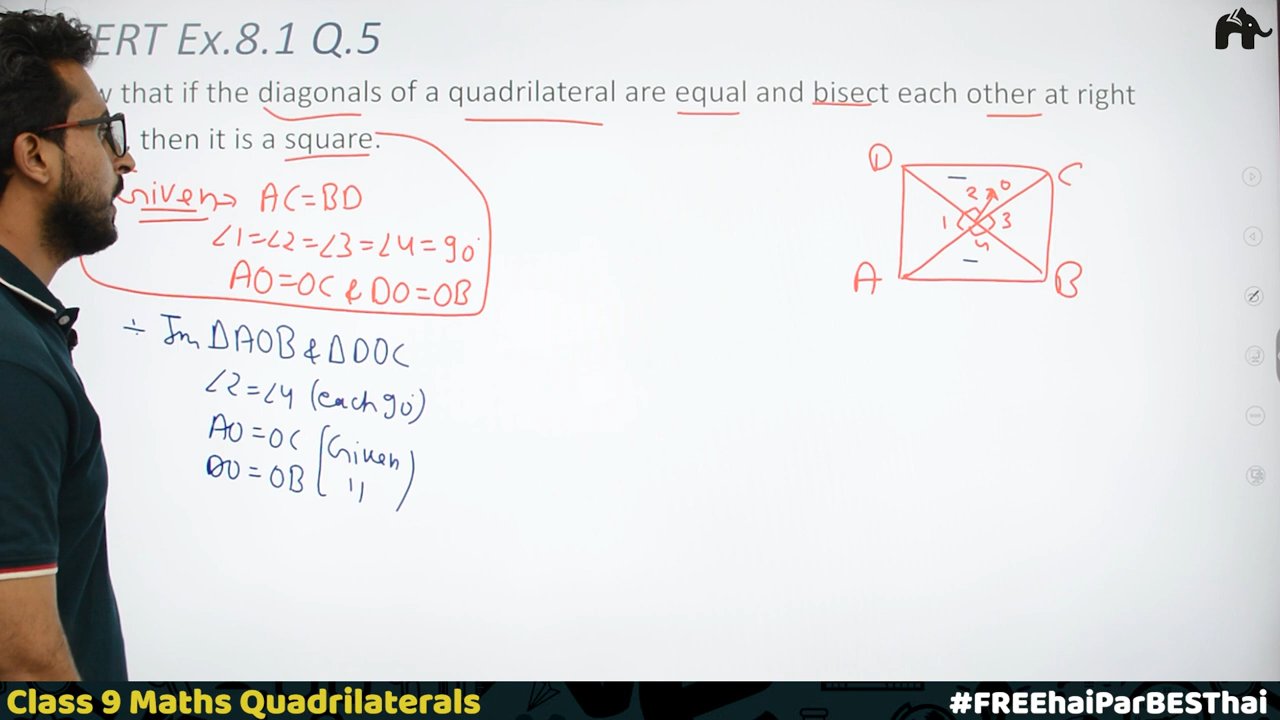 ERT Ex.8.1 Q.5
that if the diagonals of a quadrilateral are equal and bisect each other at right
then it is a square.
Given → AC=BD
∠1=∠2=∠3=∠4=90°
AO=OC & DO=OB
÷ In ΔAOB & ΔDOC
∠2=∠4 (each 90°)
AO=OC (Given
DO=OB ( ")
D C
2 O
1 3
4
A B
Class 9 Maths Quadrilaterals
#FREEhaiParBESThai